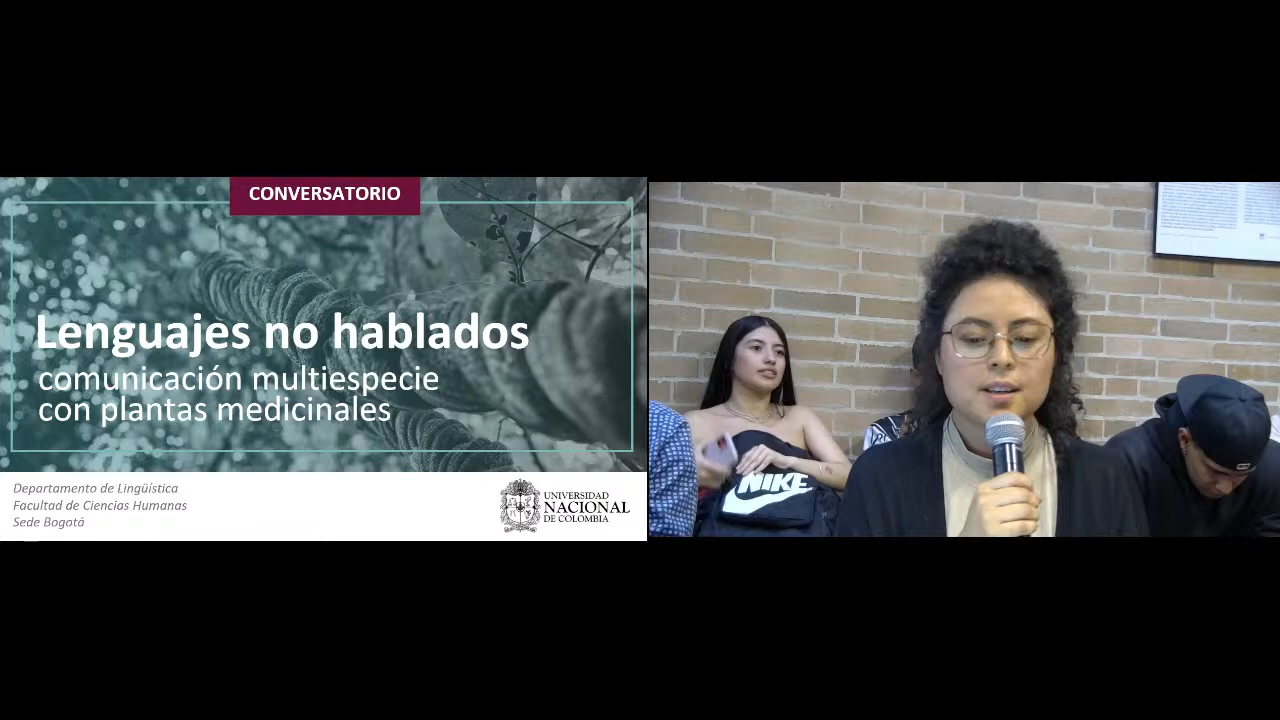 CONVERSATORIO
Lenguajes no hablados
comunicación multiespecie
con plantas medicinales
Departamento de Lingüística
Facultad de Ciencias Humanas
Sede Bogotá
UNIVERSIDAD
NACIONAL
DE COLOMBIA
NIKE